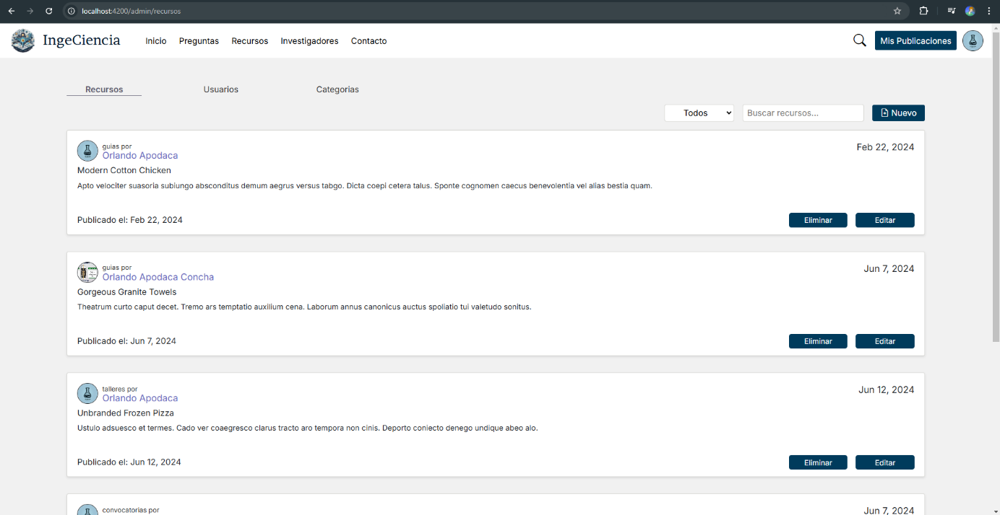 localhost:4200/admin/recursos
IngeCiencia Inicio Preguntas Recursos Investigadores Contacto Mis Publicaciones
Recursos Usuarios Categorias
Todos Buscar recursos... Nuevo
guias por
Orlando Apodaca
Feb 22, 2024
Modern Cotton Chicken
Apto velociter suasoria subiungo absconditus demum aegrus versus tabgo. Dicta coepi cetera talus. Sponte cognomen caecus benevolentia vel alias bestia quam.
Publicado el: Feb 22, 2024 Eliminar Editar
guias por
Orlando Apodaca Concha
Jun 7, 2024
Gorgeous Granite Towels
Theatrum curto caput decet. Tremo ars temptatio auxilium cena. Laborum annus canonicus auctus spoliatio tui valetudo sonitus.
Publicado el: Jun 7, 2024 Eliminar Editar
talleres por
Orlando Apodaca
Jun 12, 2024
Unbranded Frozen Pizza
Ustulo adsuesco et termes. Cado ver coaegresco clarus tracto aro tempora non cinis. Deporto coniecto denego undique abeo alo.
Publicado el: Jun 12, 2024 Eliminar Editar
convocatorias por
Jun 7, 2024